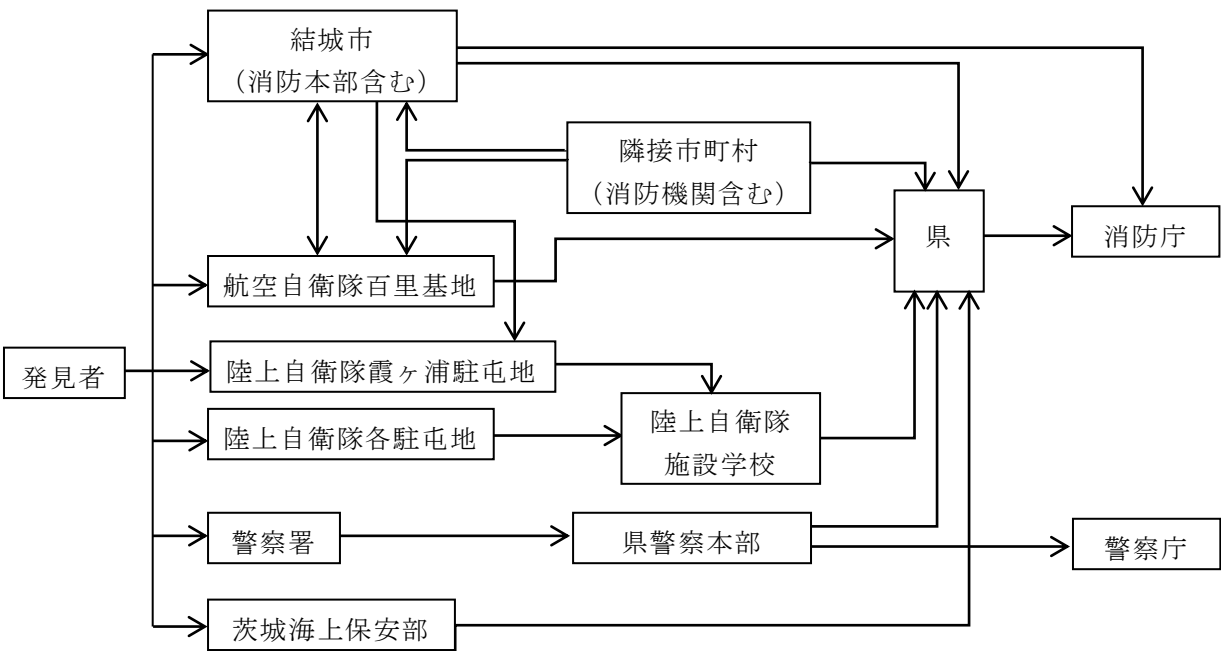 結城市
（消防本部含む）
隣接市町村
（消防機関含む）
県
消防庁
航空自衛隊百里基地
発見者
陸上自衛隊霞ヶ浦駐屯地
陸上自衛隊各駐屯地
陸上自衛隊
施設学校
警察署
県警察本部
警察庁
茨城海上保安部